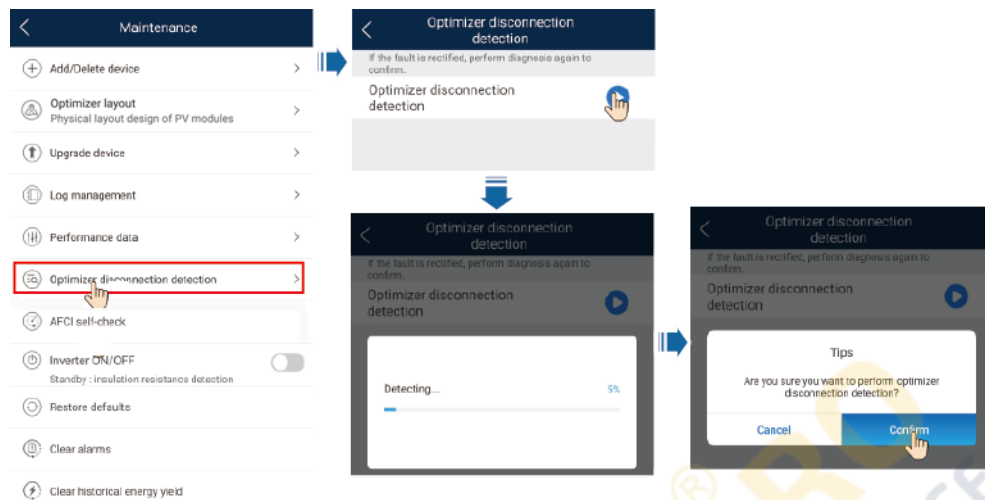 Maintenance
Add/Delete device
Optimizer layout
Physical layout design of PV modules
Upgrade device
Log management
Performance data
Optimizer disconnection detection
AFCI self-check
Inverter ON/OFF
Standby : insulation resistance detection
Restore defaults
Clear alarms
Clear historical energy yield
Optimizer disconnection
detection
If the fault is rectified, perform diagnosis again to
confirm.
Optimizer disconnection
detection
Optimizer disconnection
detection
If the fault is rectified, perform diagnosis again to
confirm.
Optimizer disconnection
detection
Detecting... 5%
Optimizer disconnection
detection
If the fault is rectified, perform diagnosis again to
confirm.
Optimizer disconnection
detection
Tips
Are you sure you want to perform optimizer
disconnection detection?
Cancel Confirm